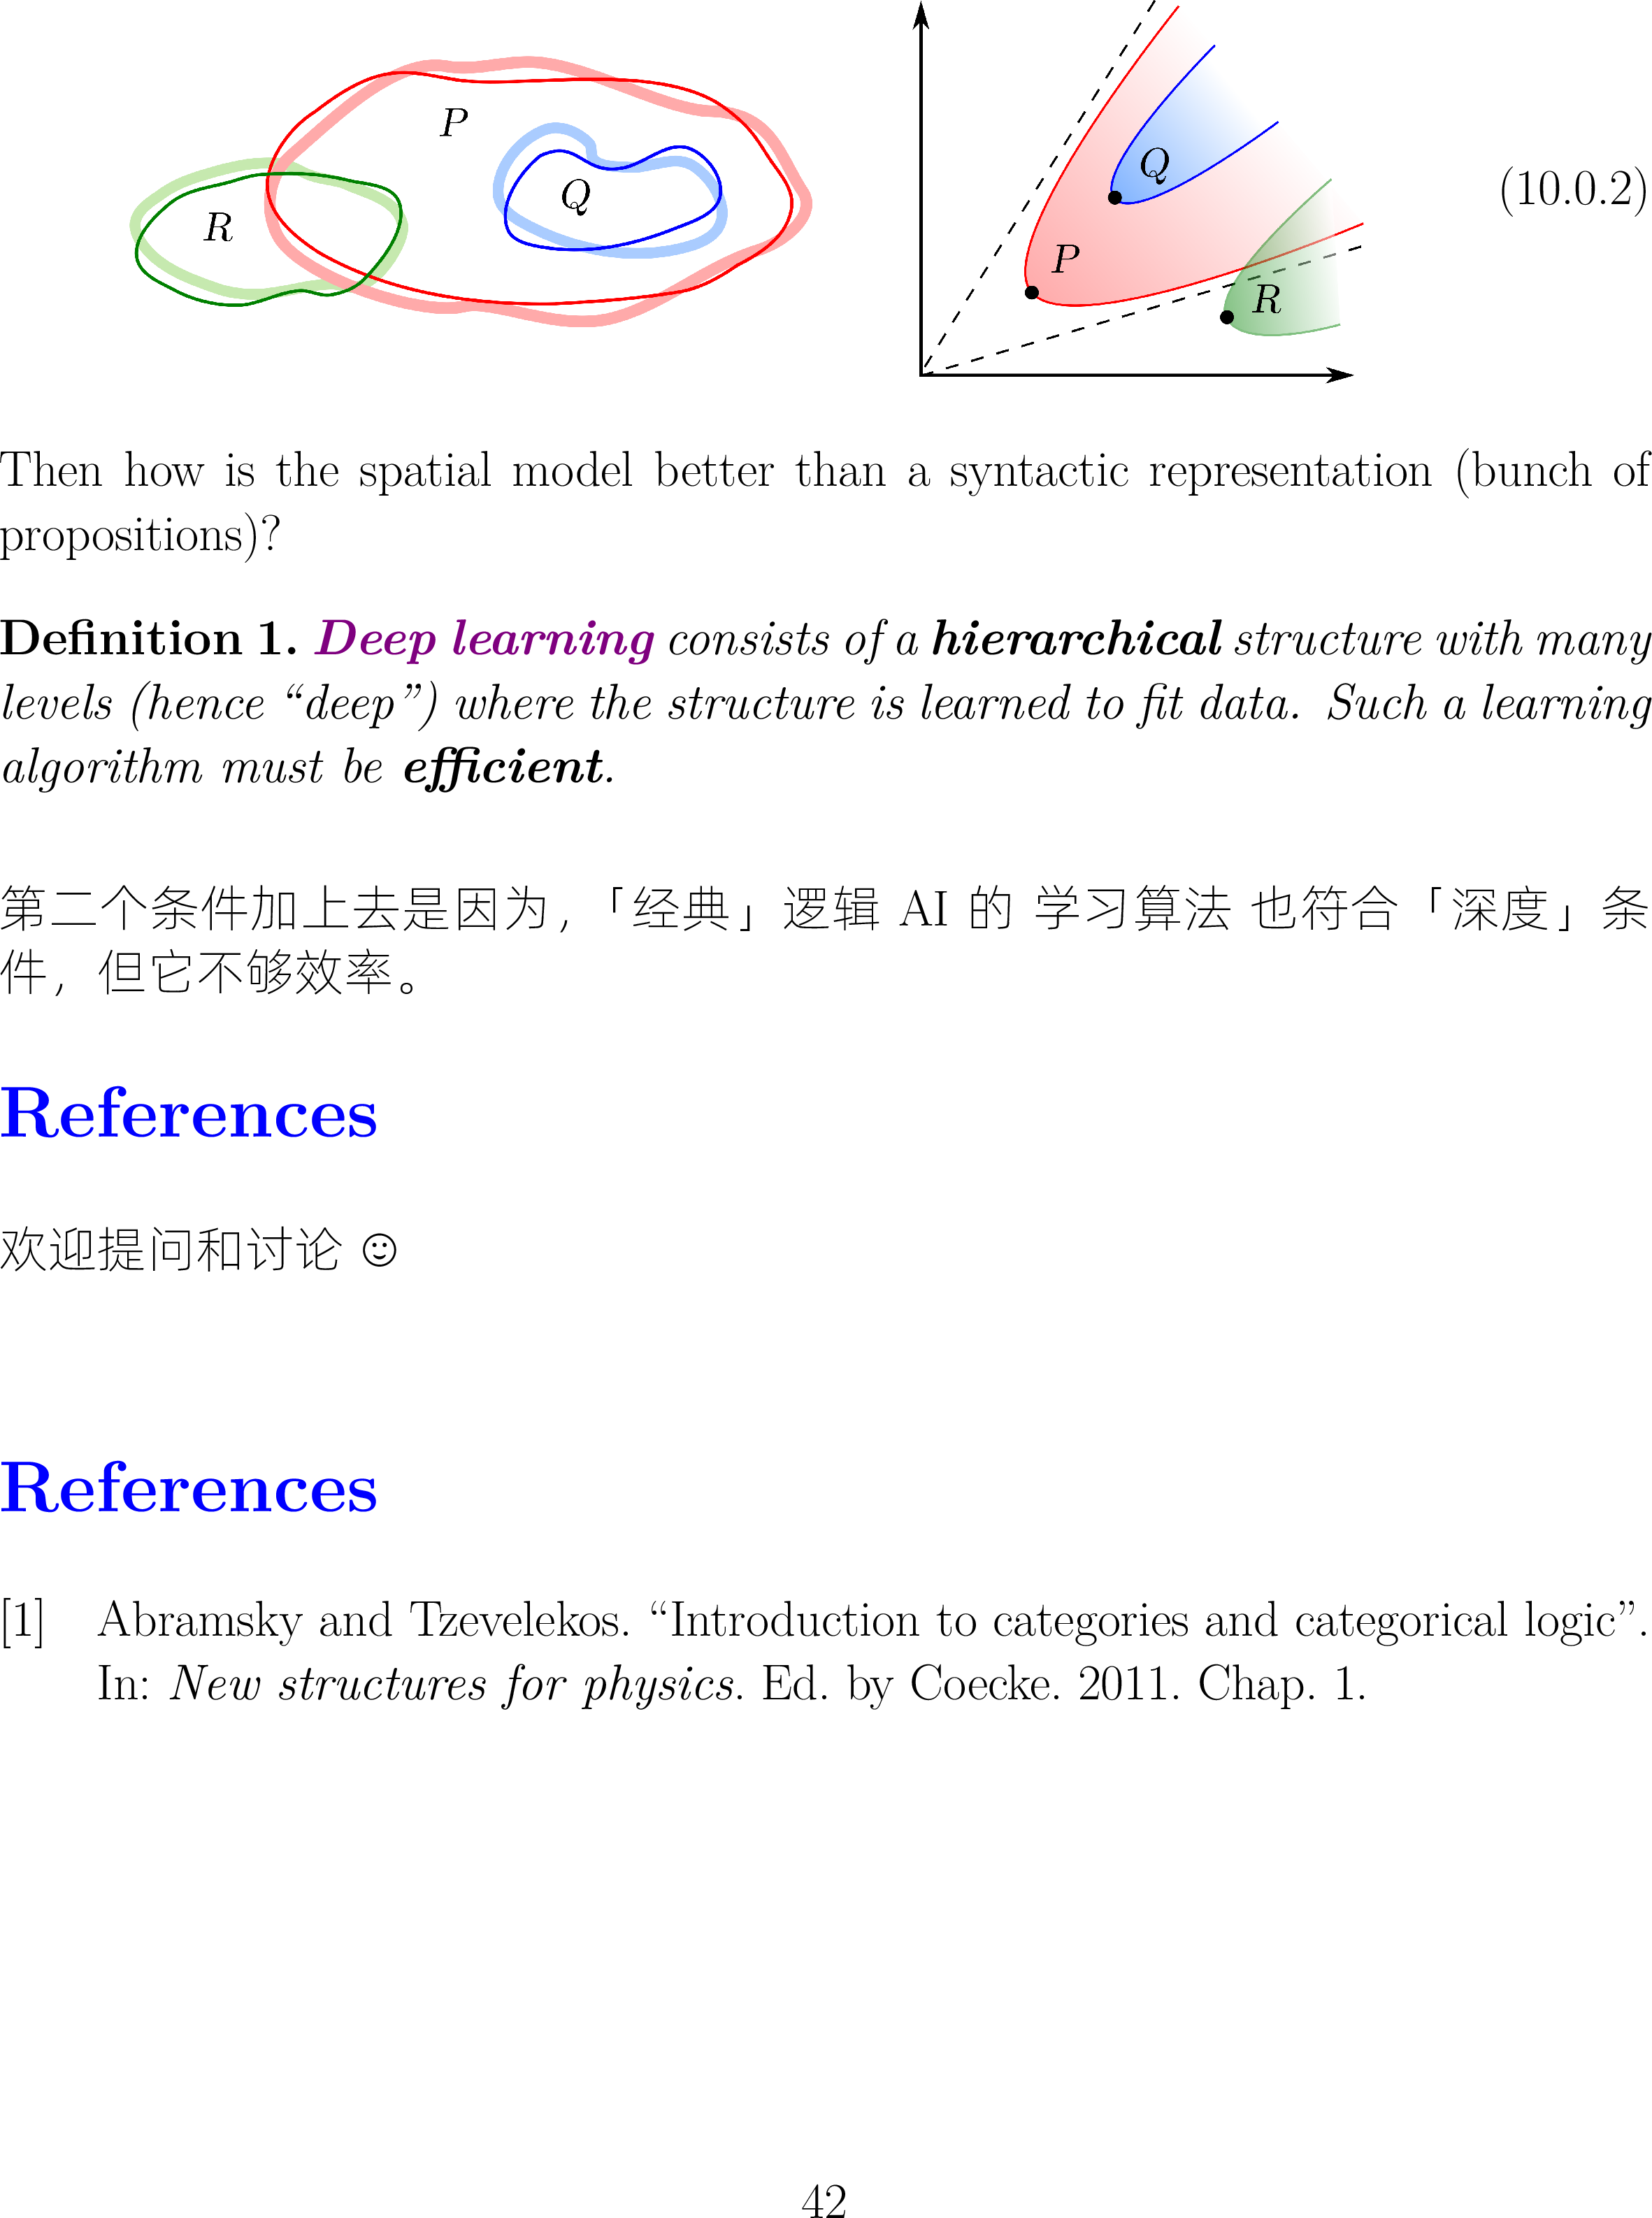 P
Q
R
Q
P
R
(10.0.2)
Then how is the spatial model better than a syntactic representation (bunch of
propositions)?
Definition 1. Deep learning consists of a hierarchical structure with many
levels (hence “deep”) where the structure is learned to fit data. Such a learning
algorithm must be efficient.
第二个条件加上去是因为，「经典」逻辑 AI 的 学习算法 也符合「深度」条
件，但它不够效率。
References
欢迎提问和讨论 ☺
References
[1] Abramsky and Tzevelekos. “Introduction to categories and categorical logic”.
In: New structures for physics. Ed. by Coecke. 2011. Chap. 1.
42